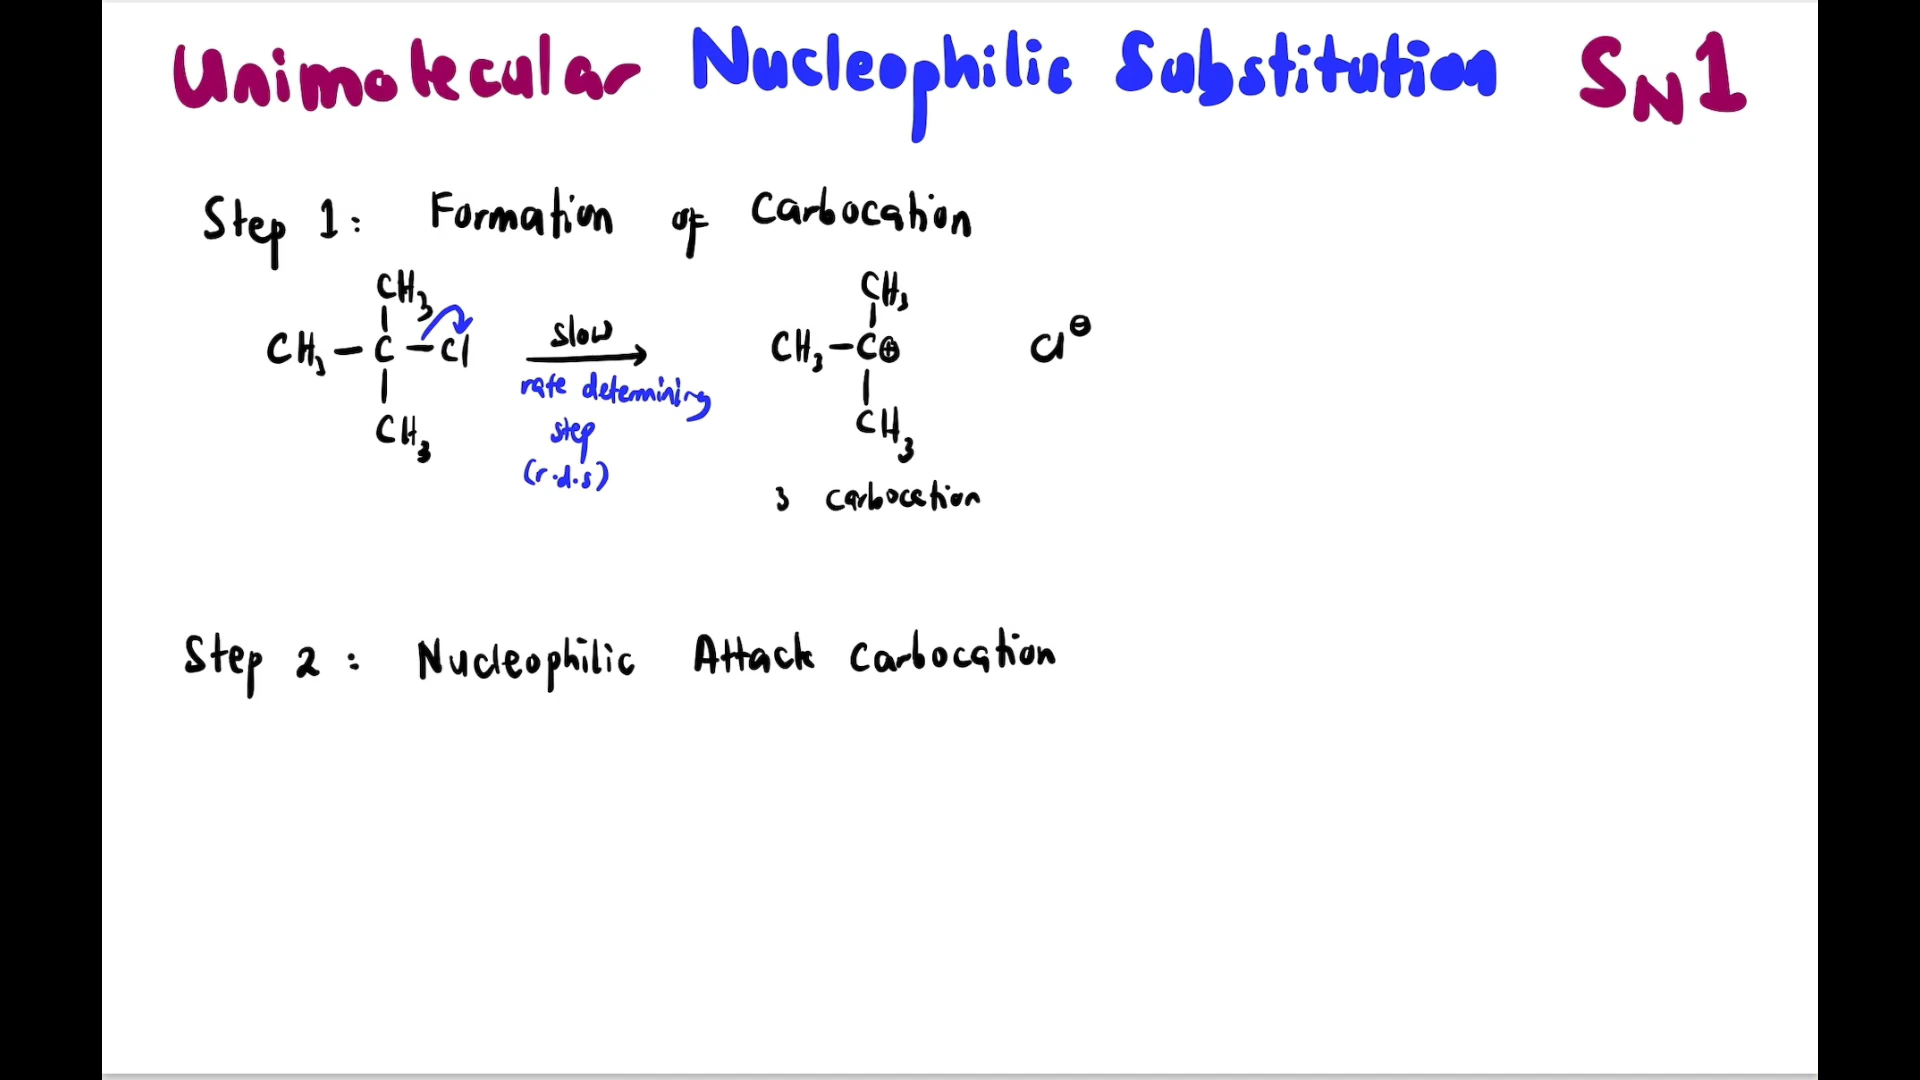 Unimolecular Nucleophilic Substitution SN1
Step 1: Formation of Carbocation
CH3 CH3
CH3 – C – Cl slow CH3 – C⊕ Cl⊖
rate determining
step
CH3 CH3
(r.d.s)
3 carbocation
Step 2: Nucleophilic Attack Carbocation